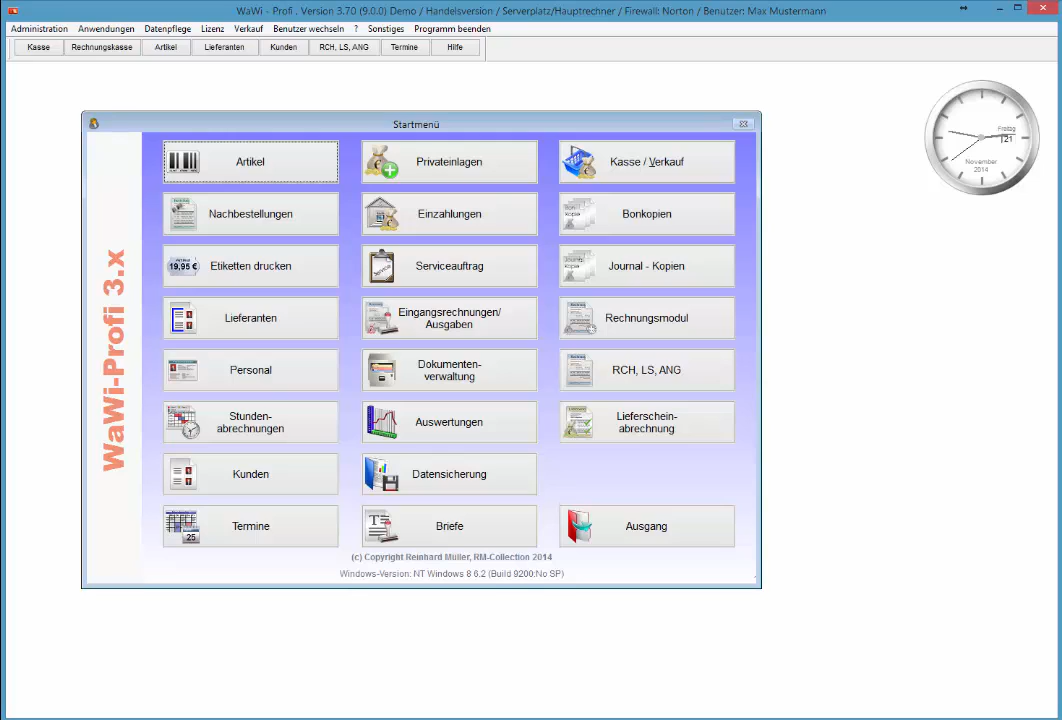 WaWi - Profi , Version 3.70 (9.0.0) Demo / Handelsversion / Serverplatz/Hauptrechner / Firewall: Norton / Benutzer: Max Mustermann
Administration Anwendungen Datenpflege Lizenz Verkauf Benutzer wechseln ? Sonstiges Programm beenden
Kasse Rechnungskasse Artikel Lieferanten Kunden RCH, LS, ANG Termine Hilfe
Freitag
21
November
2014
Startmenü
WaWi-Profi 3.x
Artikel Privateinlagen Kasse / Verkauf
Nachbestellungen Einzahlungen Bonkopien
Etiketten drucken Serviceauftrag Journal - Kopien
19,95 €
Lieferanten
Eingangsrechnungen/
Ausgaben
Rechnungsmodul
Personal
Dokumenten-
verwaltung
RCH, LS, ANG
Stunden-
abrechnungen
Auswertungen
Lieferschein-
abrechnung
Kunden Datensicherung
Termine Briefe Ausgang
25
(c) Copyright Reinhard Müller, RM-Collection 2014
Windows-Version: NT Windows 8 6.2 (Build 9200:No SP)